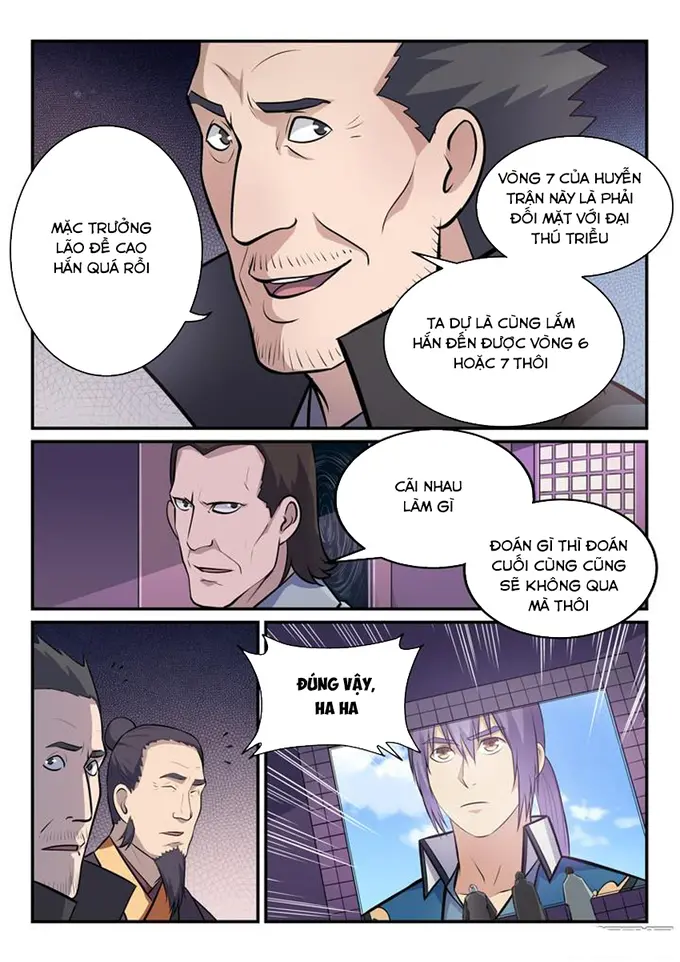 MẶC TRƯỞNG
LÃO ĐỀ CAO
HẮN QUÁ RỒI
VÒNG 7 CỦA HUYỄN
TRẬN NÀY LÀ PHẢI
ĐỐI MẶT VỚI ĐẠI
THÚ TRIỀU
TA DỰ LÀ CÙNG LẮM
HẮN ĐẾN ĐƯỢC VÒNG 6
HOẶC 7 THÔI
CÃI NHAU
LÀM GÌ
ĐOÁN GÌ THÌ ĐOÁN
CUỐI CÙNG CŨNG
SẼ KHÔNG QUA
MÀ THÔI
ĐÚNG VẬY,
HA HA